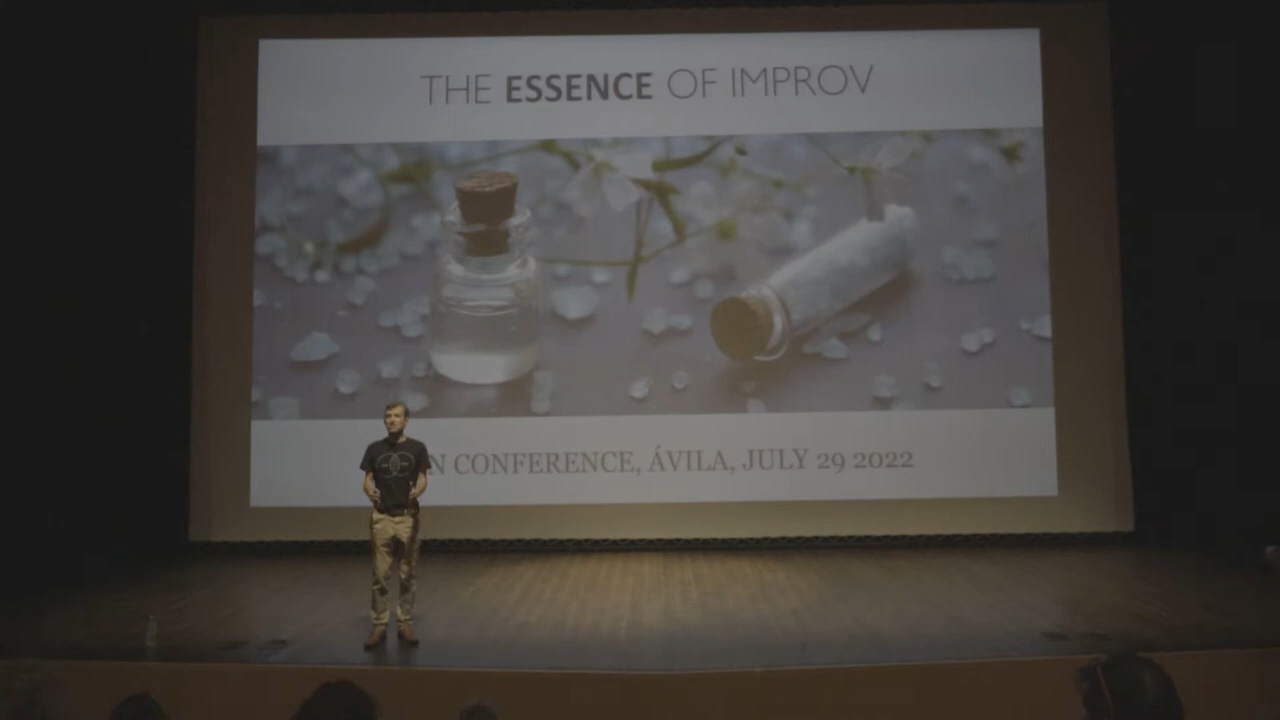 THE ESSENCE OF IMPROV
N CONFERENCE, ÁVILA, JULY 29 2022